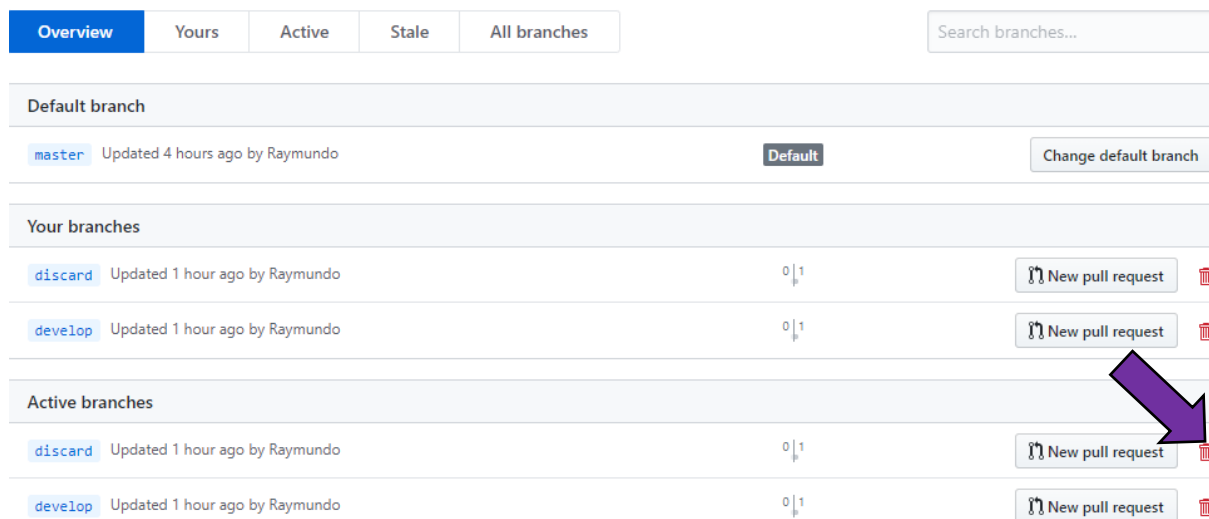 Overview Yours Active Stale All branches Search branches...
Default branch
master Updated 4 hours ago by Raymundo Default Change default branch
Your branches
discard Updated 1 hour ago by Raymundo 0 1 New pull request
develop Updated 1 hour ago by Raymundo 0 1 New pull request
Active branches
discard Updated 1 hour ago by Raymundo 0 1 New pull request
develop Updated 1 hour ago by Raymundo 0 1 New pull request